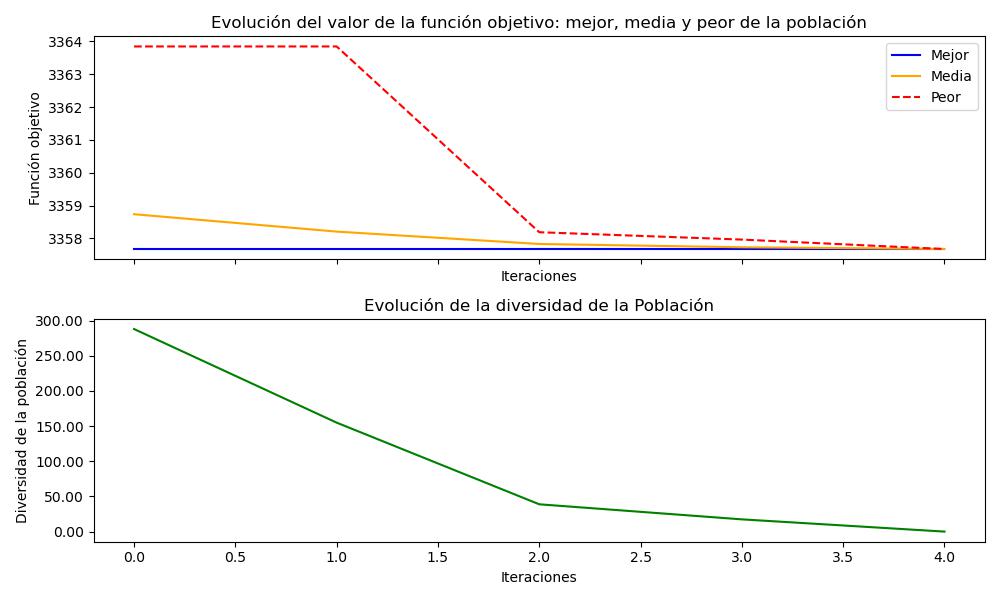 Evolución del valor de la función objetivo: mejor, media y peor de la población
3364
3363
3362
3361
3360
3359
3358
Función objetivo
Mejor
Media
Peor
Iteraciones
Evolución de la diversidad de la Población
300.00
250.00
200.00
150.00
100.00
50.00
0.00
Diversidad de la población
0.0 0.5 1.0 1.5 2.0 2.5 3.0 3.5 4.0
Iteraciones